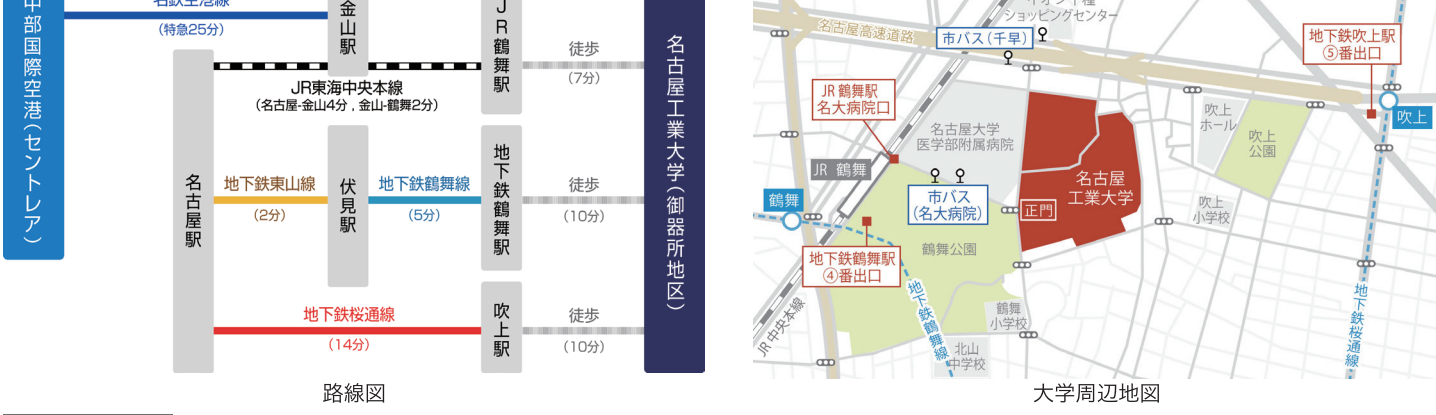 中部国際空港(セントレア)
名鉄空港線
(特急25分)
金山駅
JR鶴舞駅
名古屋工業大学(御器所地区)
徒歩
(7分)
JR東海中央本線
(名古屋-金山4分 , 金山-鶴舞2分)
名古屋駅
地下鉄東山線
(2分)
伏見駅
地下鉄鶴舞線
(5分)
地下鉄鶴舞駅
徒歩
(10分)
地下鉄桜通線
(14分)
吹上駅
徒歩
(10分)
路線図
イオン千種
ショッピングセンター
名古屋高速道路
市バス(千早)
地下鉄吹上駅
⑤番出口
吹上
JR 鶴舞駅
名大病院口
名古屋大学
医学部附属病院
吹上
ホール
吹上
公園
JR 鶴舞
市バス
(名大病院)
名古屋
工業大学
正門
鶴舞
吹上
小学校
鶴舞公園
地下鉄鶴舞駅
④番出口
地下鉄鶴舞線
鶴舞
小学校
北山
中学校
JR中央本線
地下鉄桜通線
大学周辺地図